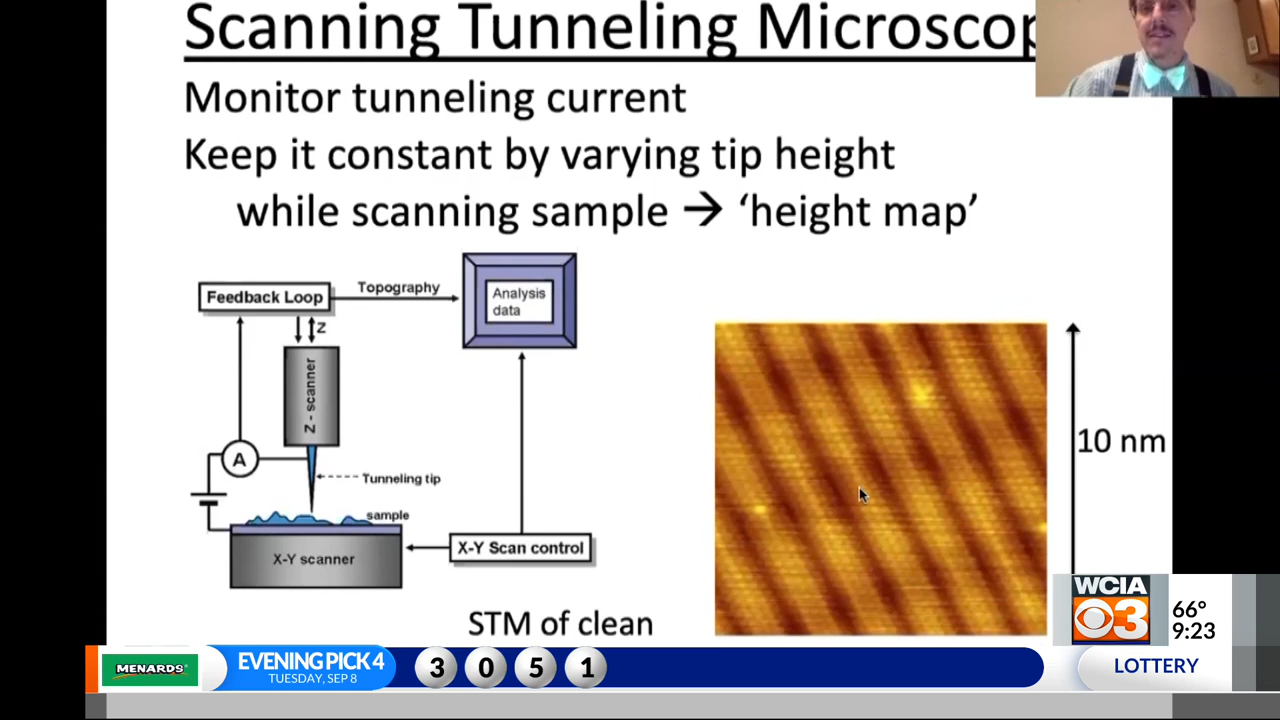 Scanning Tunneling Microscop
Monitor tunneling current
Keep it constant by varying tip height
while scanning sample → ‘height map’
Feedback Loop
Topography
Analysis
data
Z
Z - scanner
A
Tunneling tip
sample
X-Y scanner
X-Y Scan control
10 nm
STM of clean
WCIA
3
66°
9:23
LOTTERY
MENARDS
EVENING PICK 4
TUESDAY, SEP 8
3 0 5 1